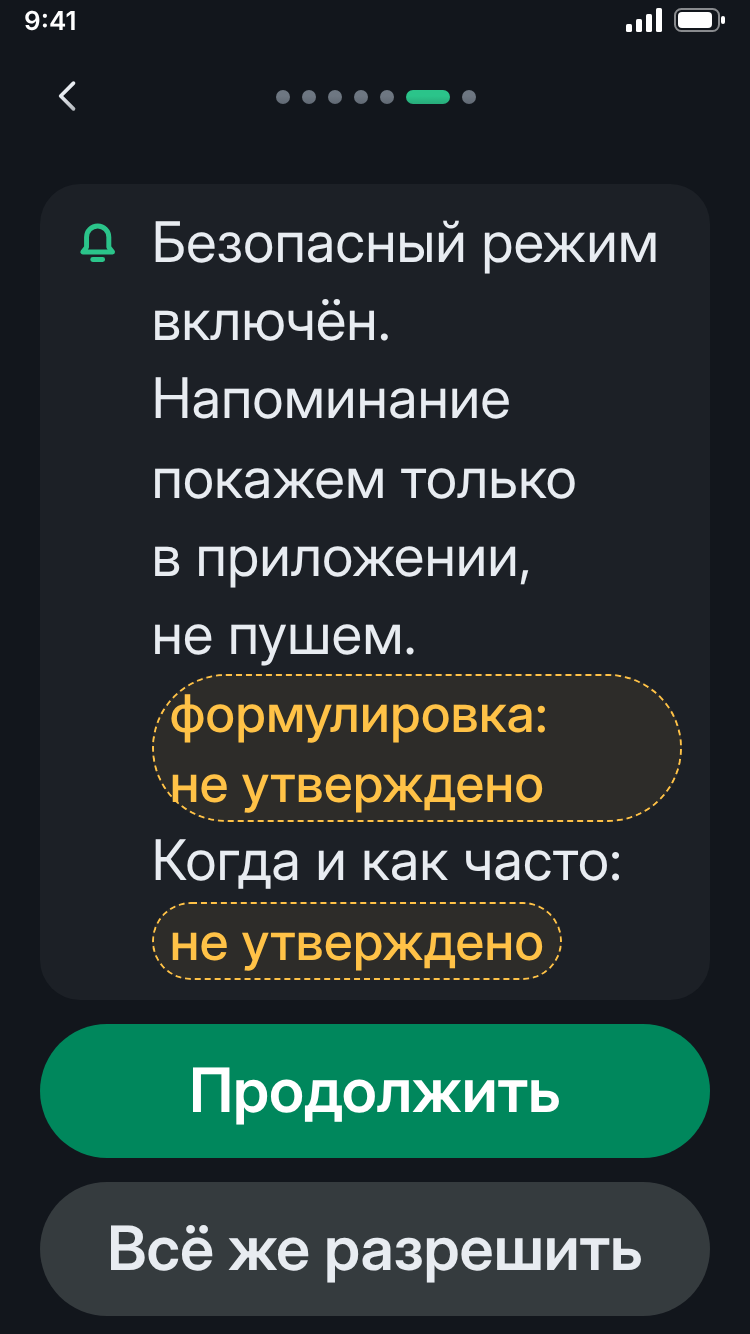 9:41
Безопасный режим
включён.
Напоминание
покажем только
в приложении,
не пушем.
формулировка:
не утверждено
Когда и как часто:
не утверждено
Продолжить
Всё же разрешить